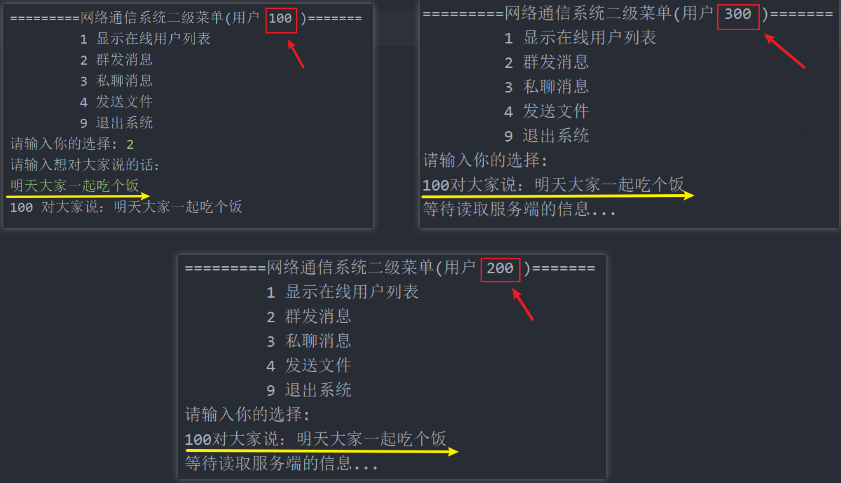 =========网络通信系统二级菜单(用户 100 )=======
1 显示在线用户列表
2 群发消息
3 私聊消息
4 发送文件
9 退出系统
请输入你的选择: 2
请输入想对大家说的话:
明天大家一起吃个饭
100 对大家说: 明天大家一起吃个饭
=========网络通信系统二级菜单(用户 300 )=======
1 显示在线用户列表
2 群发消息
3 私聊消息
4 发送文件
9 退出系统
请输入你的选择:
100对大家说: 明天大家一起吃个饭
等待读取服务端的信息...
=========网络通信系统二级菜单(用户 200 )=======
1 显示在线用户列表
2 群发消息
3 私聊消息
4 发送文件
9 退出系统
请输入你的选择:
100对大家说: 明天大家一起吃个饭
等待读取服务端的信息...